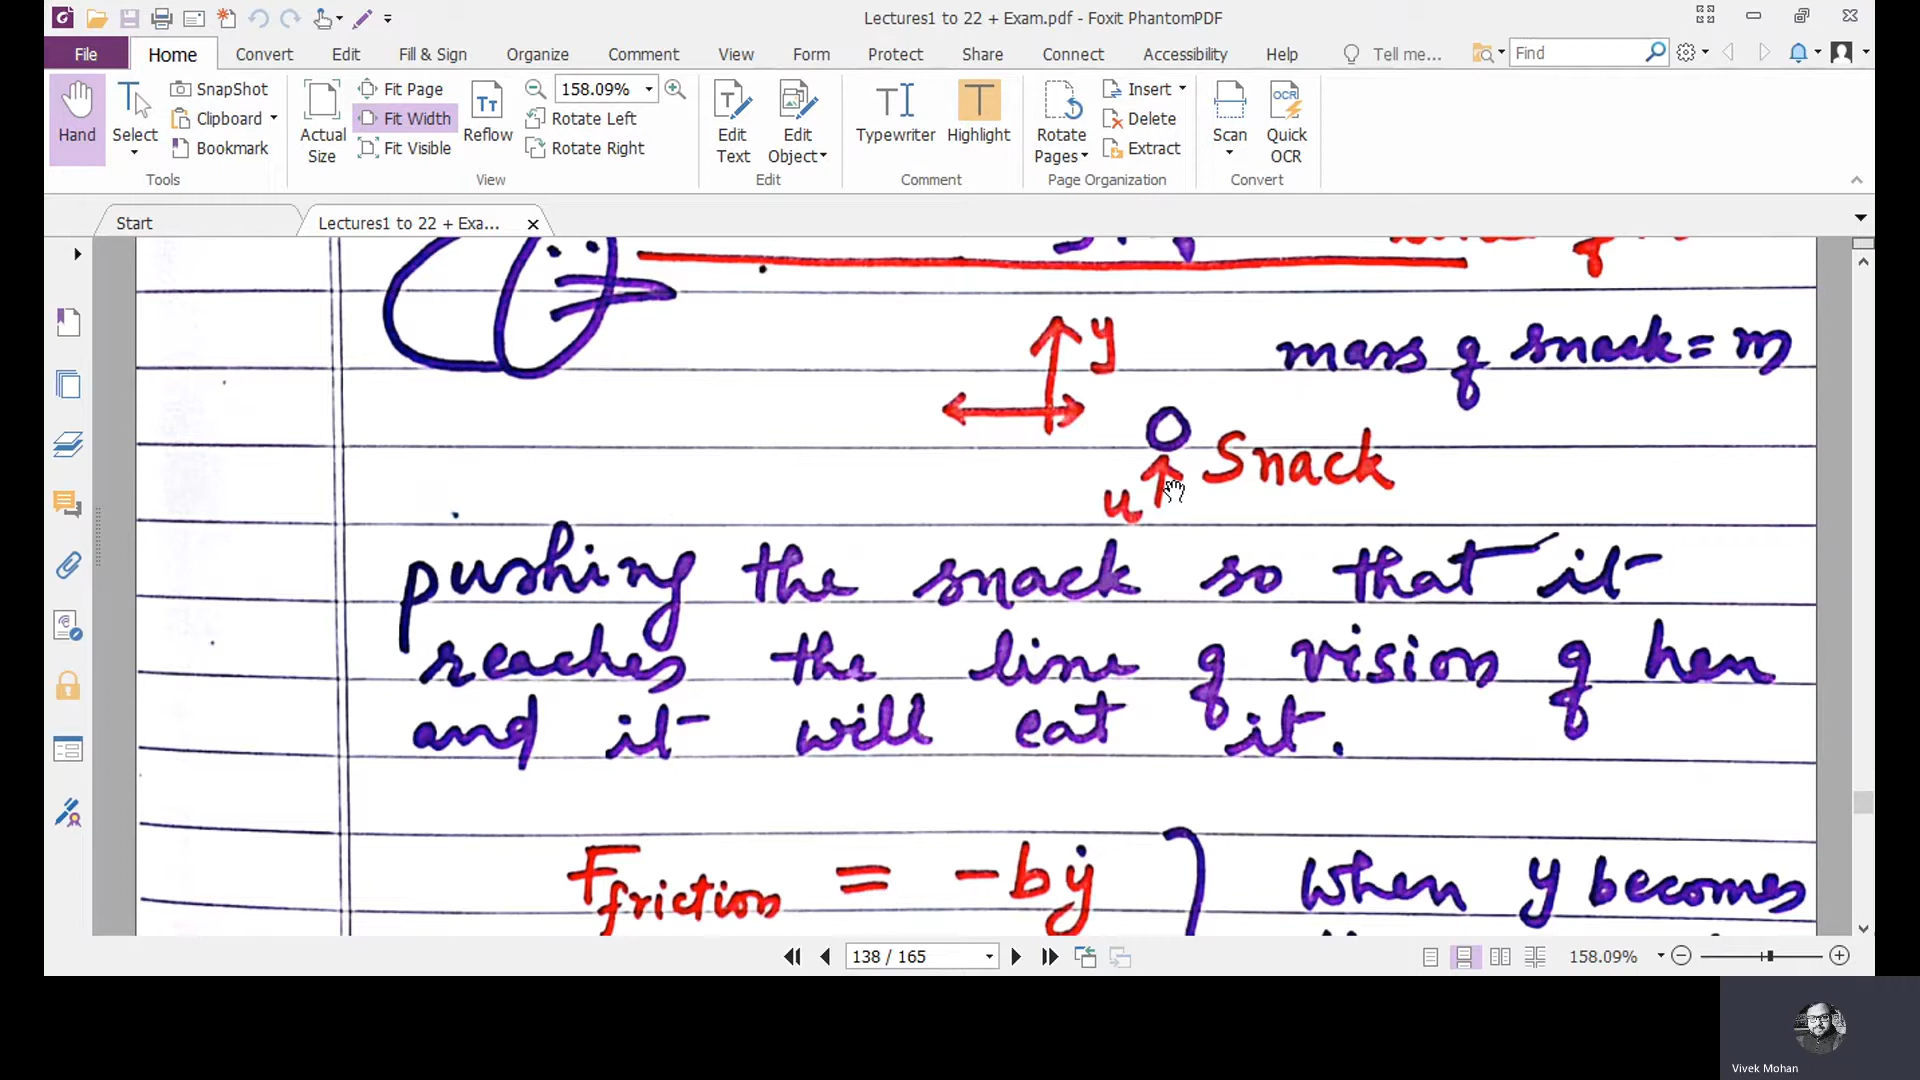 Lectures1 to 22 + Exam.pdf - Foxit PhantomPDF
File Home Convert Edit Fill & Sign Organize Comment View Form Protect Share Connect Accessibility Help Tell me... Find
Hand
Select
SnapShot
Clipboard
Bookmark
Tools
Actual Size
Fit Page
Fit Width
Fit Visible
Reflow
158.09%
Rotate Left
Rotate Right
View
Edit Text
Edit Object
Edit
Typewriter
Highlight
Comment
Rotate Pages
Insert
Delete
Extract
Page Organization
Scan
Quick OCR
Convert
Start
Lectures1 to 22 + Exa...
y
mass of snack = m
Snack
u
pushing the snack so that it
reaches the line of vision of hen
and it will eat it.
F friction = -bẏ
When y becomes
138 / 165
158.09%
Vivek Mohan